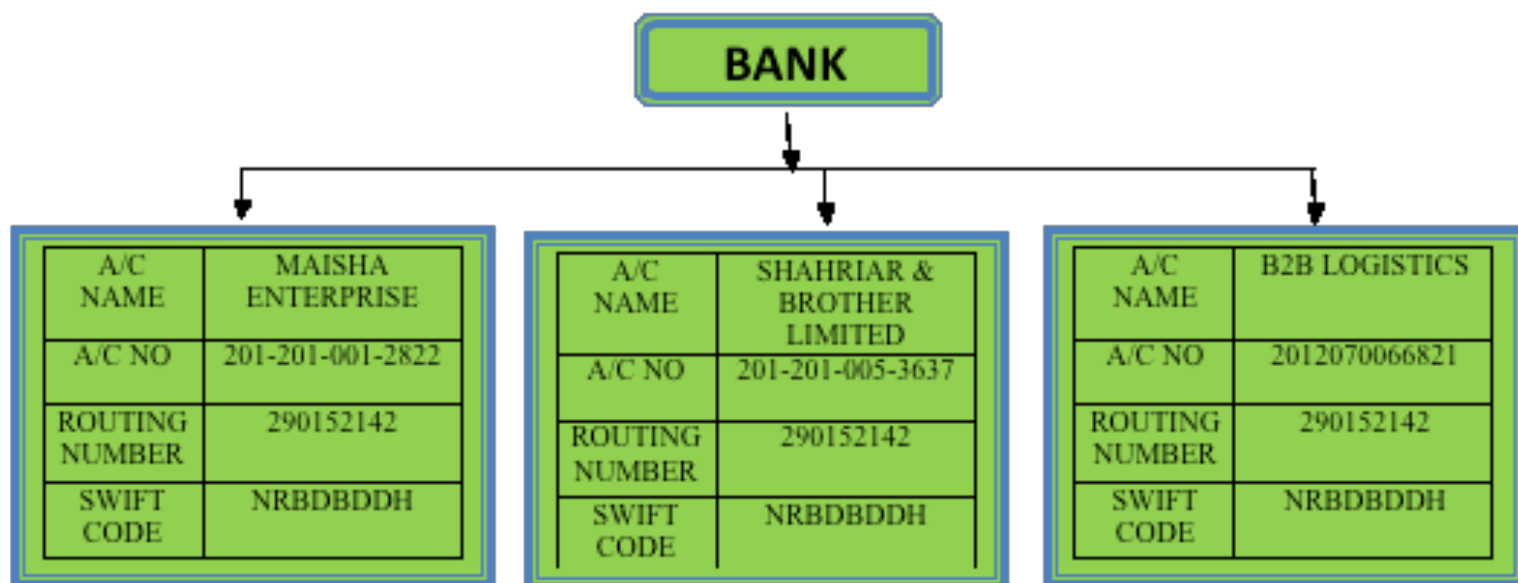 BANK
A/C
NAME
MAISHA
ENTERPRISE
A/C NO
201-201-001-2822
ROUTING
NUMBER
290152142
SWIFT
CODE
NRBDBDDH
A/C
NAME
SHAHRIAR &
BROTHER
LIMITED
A/C NO
201-201-005-3637
ROUTING
NUMBER
290152142
SWIFT
CODE
NRBDBDDH
A/C
NAME
B2B LOGISTICS
A/C NO
2012070066821
ROUTING
NUMBER
290152142
SWIFT
CODE
NRBDBDDH